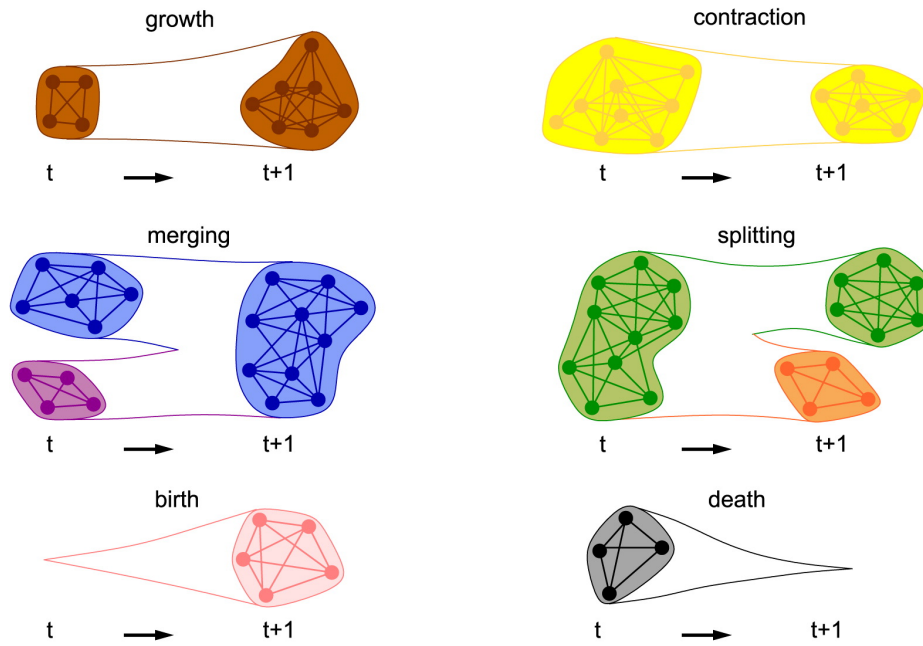 growth
contraction
t
t+1
t
t+1
merging
splitting
t
t+1
t
t+1
birth
death
t
t+1
t
t+1